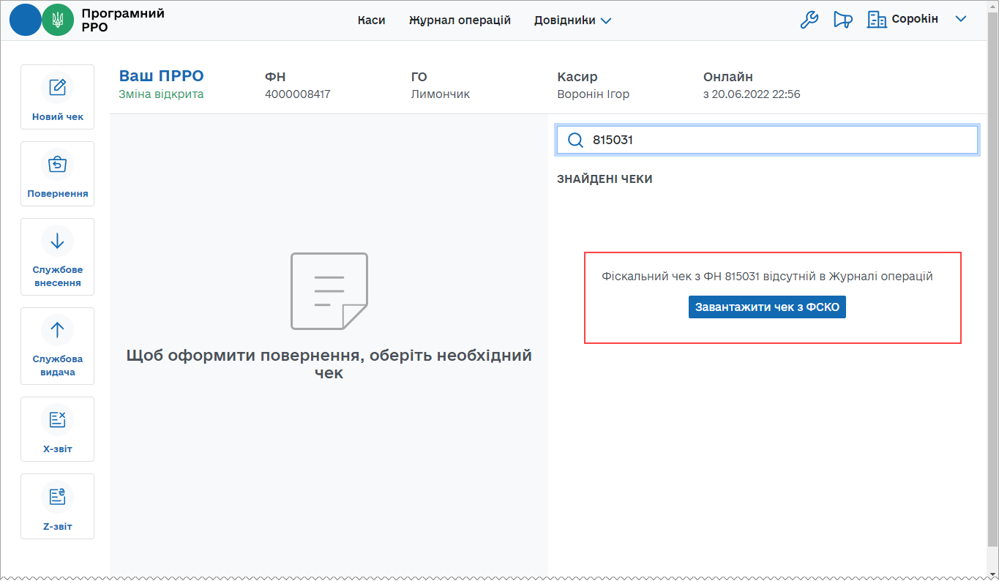 Програмний
РРО
Каси
Журнал операцій
Довідники
Сорокін
Новий чек
Повернення
Службове
внесення
Службова
видача
X-звіт
Z-звіт
Ваш ПРРО
Зміна відкрита
ФН
4000008417
ГО
Лимончик
Касир
Воронін Ігор
Онлайн
з 20.06.2022 22:56
Щоб оформити повернення, оберіть необхідний
чек
815031
ЗНАЙДЕНІ ЧЕКИ
Фіскальний чек з ФН 815031 відсутній в Журналі операцій
Завантажити чек з ФСКО